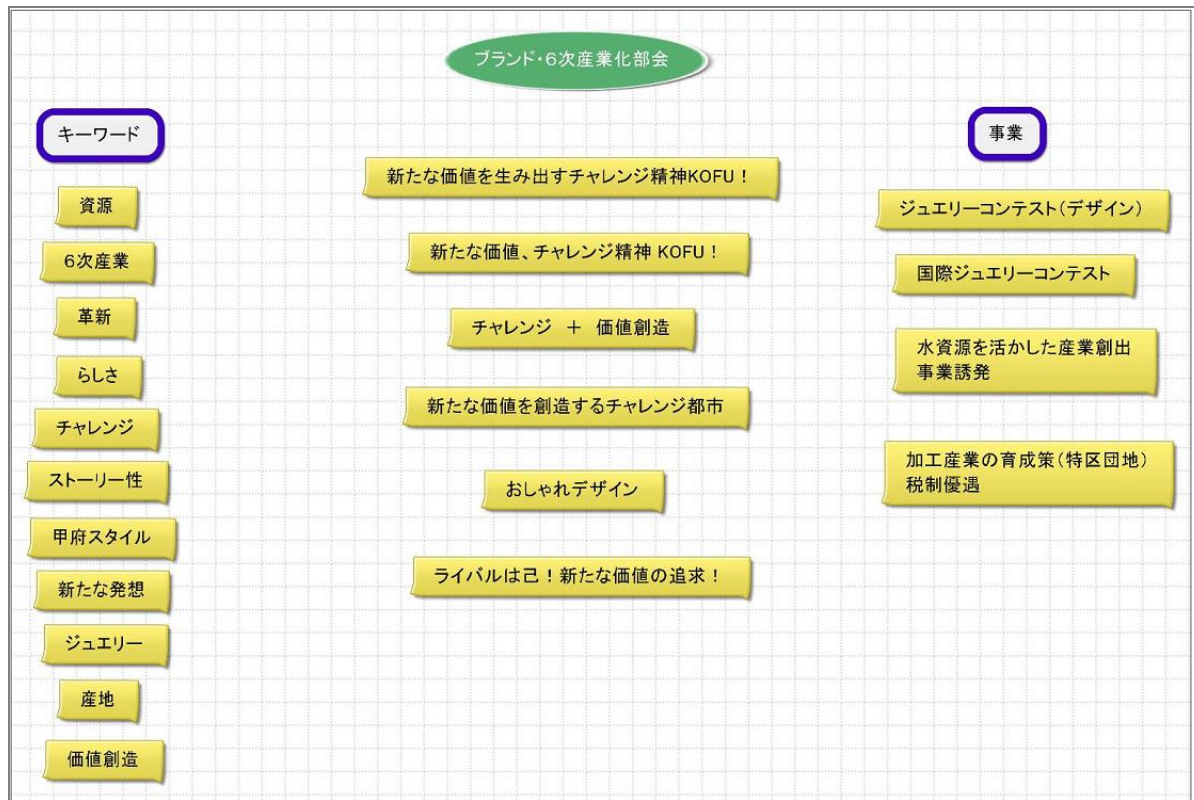 ブランド・6次産業化部会
キーワード
資源
6次産業
革新
らしさ
チャレンジ
ストーリー性
甲府スタイル
新たな発想
ジュエリー
産地
価値創造
新たな価値を生み出すチャレンジ精神KOFU!
新たな価値、チャレンジ精神 KOFU!
チャレンジ + 価値創造
新たな価値を創造するチャレンジ都市
おしゃれデザイン
ライバルは己!新たな価値の追求!
事業
ジュエリーコンテスト(デザイン)
国際ジュエリーコンテスト
水資源を活かした産業創出
事業誘発
加工産業の育成策(特区団地)
税制優遇